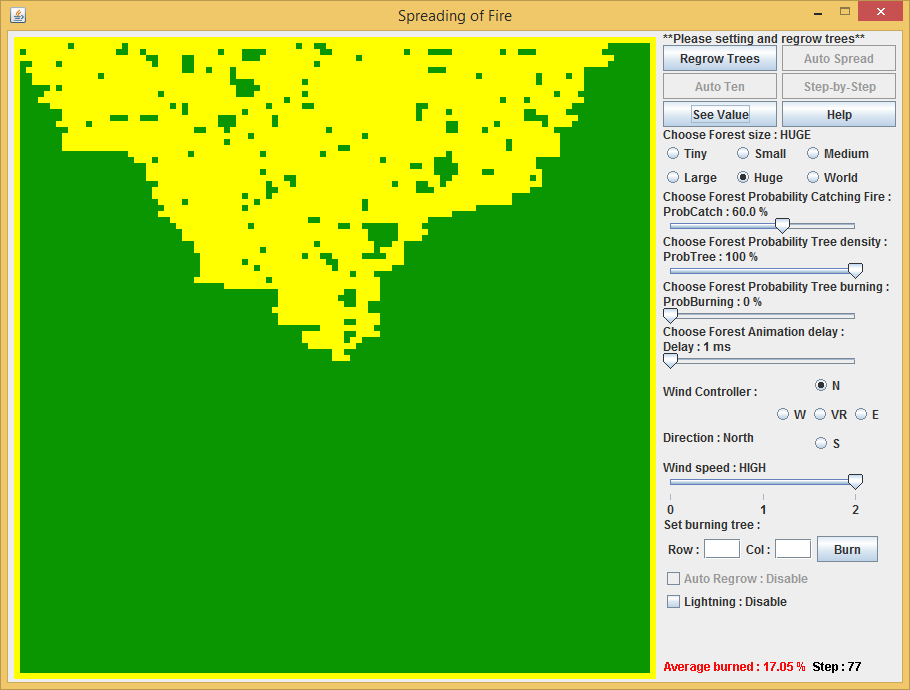 Spreading of Fire
**Please setting and regrow trees**
Regrow Trees Auto Spread
Auto Ten Step-by-Step
See Value Help
Choose Forest size : HUGE
Tiny Small Medium
Large Huge World
Choose Forest Probability Catching Fire :
ProbCatch : 60.0 %
Choose Forest Probability Tree density :
ProbTree : 100 %
Choose Forest Probability Tree burning :
ProbBurning : 0 %
Choose Forest Animation delay :
Delay : 1 ms
N
Wind Controller :
W VR E
Direction : North
S
Wind speed : HIGH
0 1 2
Set burning tree :
Row : Col : Burn
Auto Regrow : Disable
Lightning : Disable
Average burned : 17.05 % Step : 77